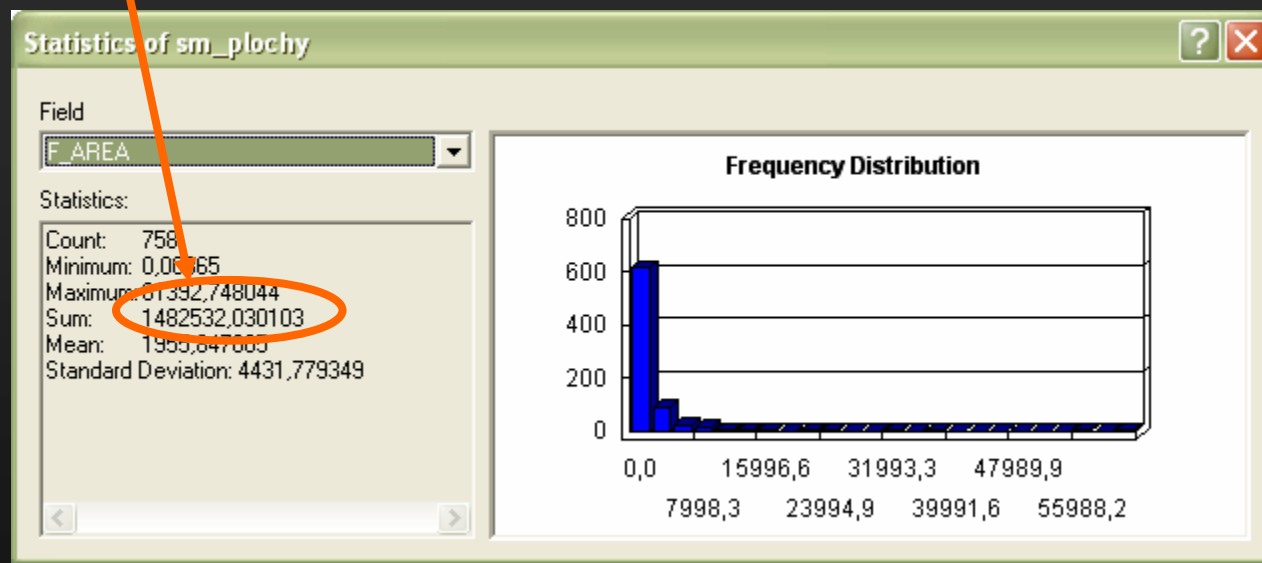 Statistics of sm_plochy
Field
F_AREA
Statistics:
Count: 758
Minimum:
Maximum:
Sum: 1482532,030103
Mean:
Standard Deviation: 4431,779349
Frequency Distribution
800
600
400
200
0
0,0 15996,6 31993,3 47989,9
7998,3 23994,9 39991,6 55988,2